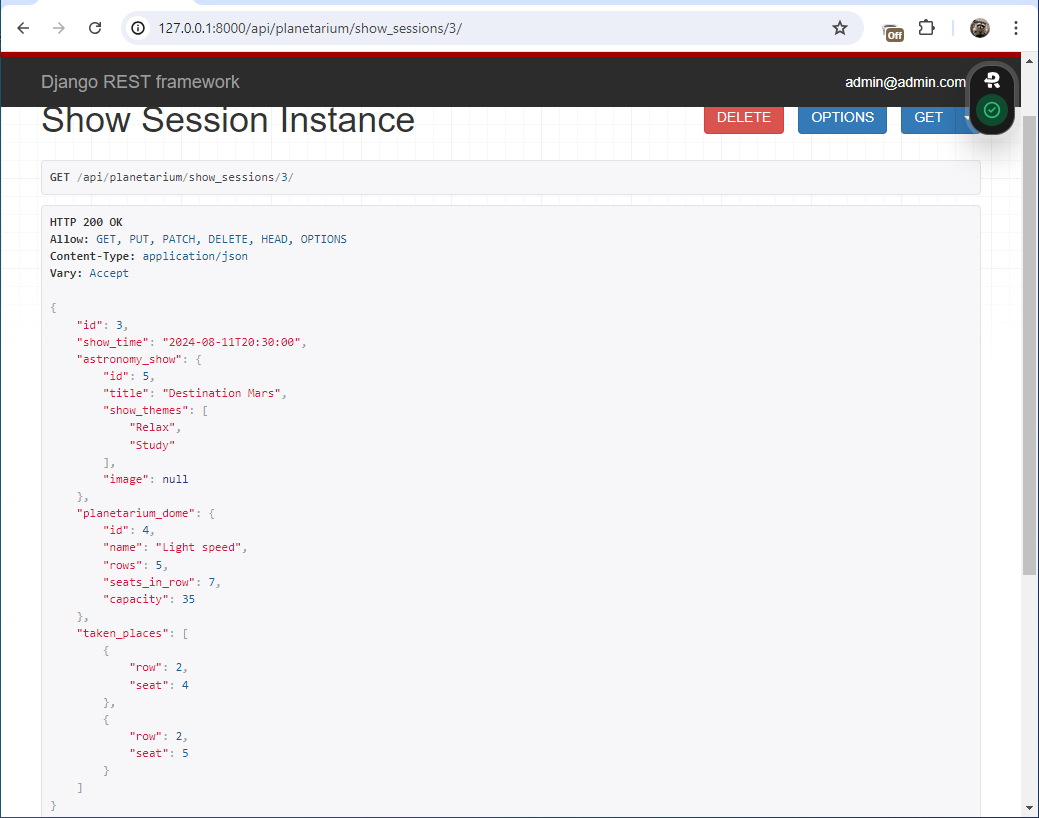 127.0.0.1:8000/api/planetarium/show_sessions/3/
Off
Django REST framework
admin@admin.com
Show Session Instance
DELETE
OPTIONS
GET
GET /api/planetarium/show_sessions/3/
HTTP 200 OK
Allow: GET, PUT, PATCH, DELETE, HEAD, OPTIONS
Content-Type: application/json
Vary: Accept
{
    "id": 3,
    "show_time": "2024-08-11T20:30:00",
    "astronomy_show": {
        "id": 5,
        "title": "Destination Mars",
        "show_themes": [
            "Relax",
            "Study"
        ],
        "image": null
    },
    "planetarium_dome": {
        "id": 4,
        "name": "Light speed",
        "rows": 5,
        "seats_in_row": 7,
        "capacity": 35
    },
    "taken_places": [
        {
            "row": 2,
            "seat": 4
        },
        {
            "row": 2,
            "seat": 5
        }
    ]
}